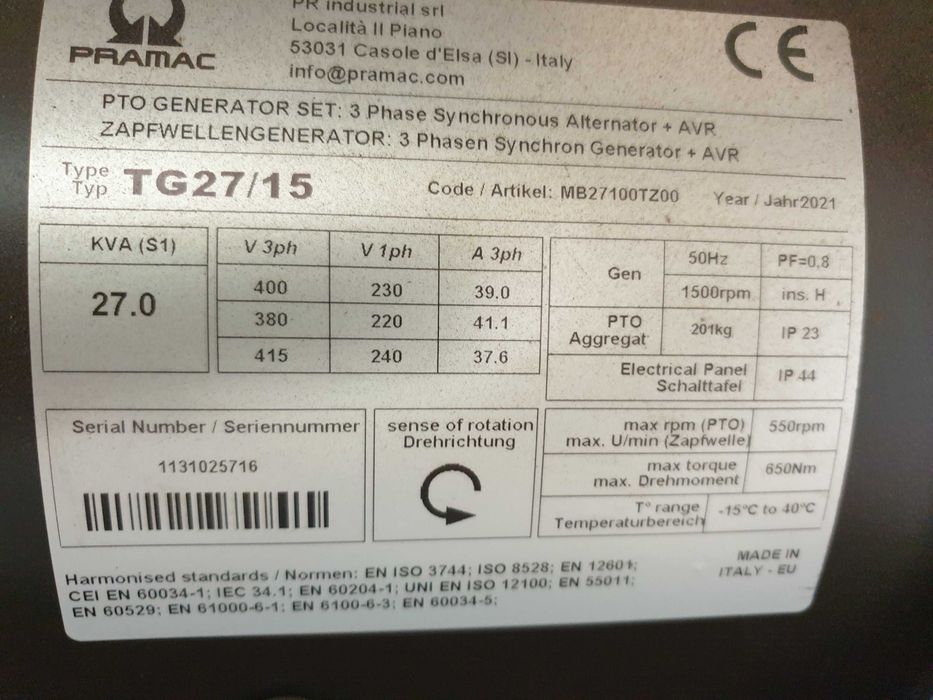 PRAMAC
PR industrial srl
Località Il Piano
53031 Casole d'Elsa (SI) - Italy
info@pramac.com
CE
PTO GENERATOR SET: 3 Phase Synchronous Alternator + AVR
ZAPFWELLENGENERATOR: 3 Phasen Synchron Generator + AVR
Type
Typ
TG27/15
Code / Artikel: MB27100TZ00
Year / Jahr2021
KVA (S1)
27.0
V 3ph V 1ph A 3ph
400 230 39.0
380 220 41.1
415 240 37.6
Gen
50Hz PF=0,8
1500rpm ins. H
PTO
Aggregat
201kg IP 23
Electrical Panel
Schalttafel
IP 44
Serial Number / Seriennummer
1131025716
sense of rotation
Drehrichtung
max rpm (PTO)
max. U/min (Zapfwelle)
550rpm
max torque
max. Drehmoment
650Nm
T° range
Temperaturbereich
-15°C to 40°C
Harmonised standards / Normen: EN ISO 3744; ISO 8528; EN 12601;
CEI EN 60034-1; IEC 34.1; EN 60204-1; UNI EN ISO 12100; EN 55011;
EN 60529; EN 61000-6-1; EN 6100-6-3; EN 60034-5;
MADE IN
ITALY - EU